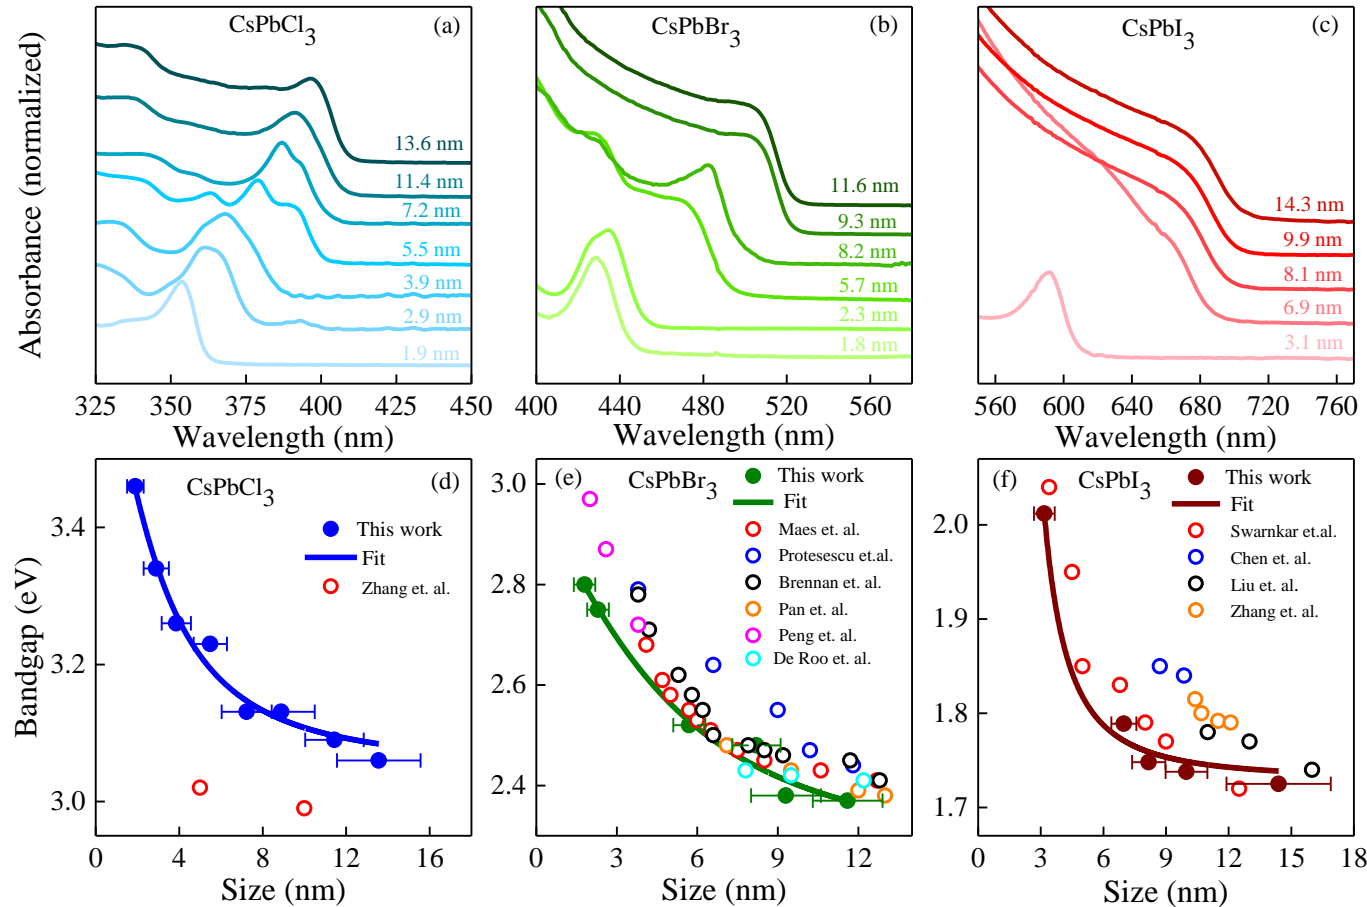 CsPbCl3
(a)
13.6 nm
11.4 nm
7.2 nm
5.5 nm
3.9 nm
2.9 nm
1.9 nm
325 350 375 400 425 450
Wavelength (nm)
Absorbance (normalized)
CsPbBr3
(b)
11.6 nm
9.3 nm
8.2 nm
5.7 nm
2.3 nm
1.8 nm
400 440 480 520 560
Wavelength (nm)
CsPbI3
(c)
14.3 nm
9.9 nm
8.1 nm
6.9 nm
3.1 nm
560 600 640 680 720 760
Wavelength (nm)
CsPbCl3
(d)
This work
Fit
Zhang et. al.
3.4
3.2
3.0
0 4 8 12 16
Size (nm)
Bandgap (eV)
(e)
CsPbBr3
This work
Fit
Maes et. al.
Protesescu et.al.
Brennan et. al.
Pan et. al.
Peng et. al.
De Roo et. al.
3.0
2.8
2.6
2.4
0 3 6 9 12
Size (nm)
(f)
CsPbI3
This work
Fit
Swarnkar et.al.
Chen et. al.
Liu et. al.
Zhang et. al.
2.0
1.9
1.8
1.7
0 3 6 9 12 15 18
Size (nm)